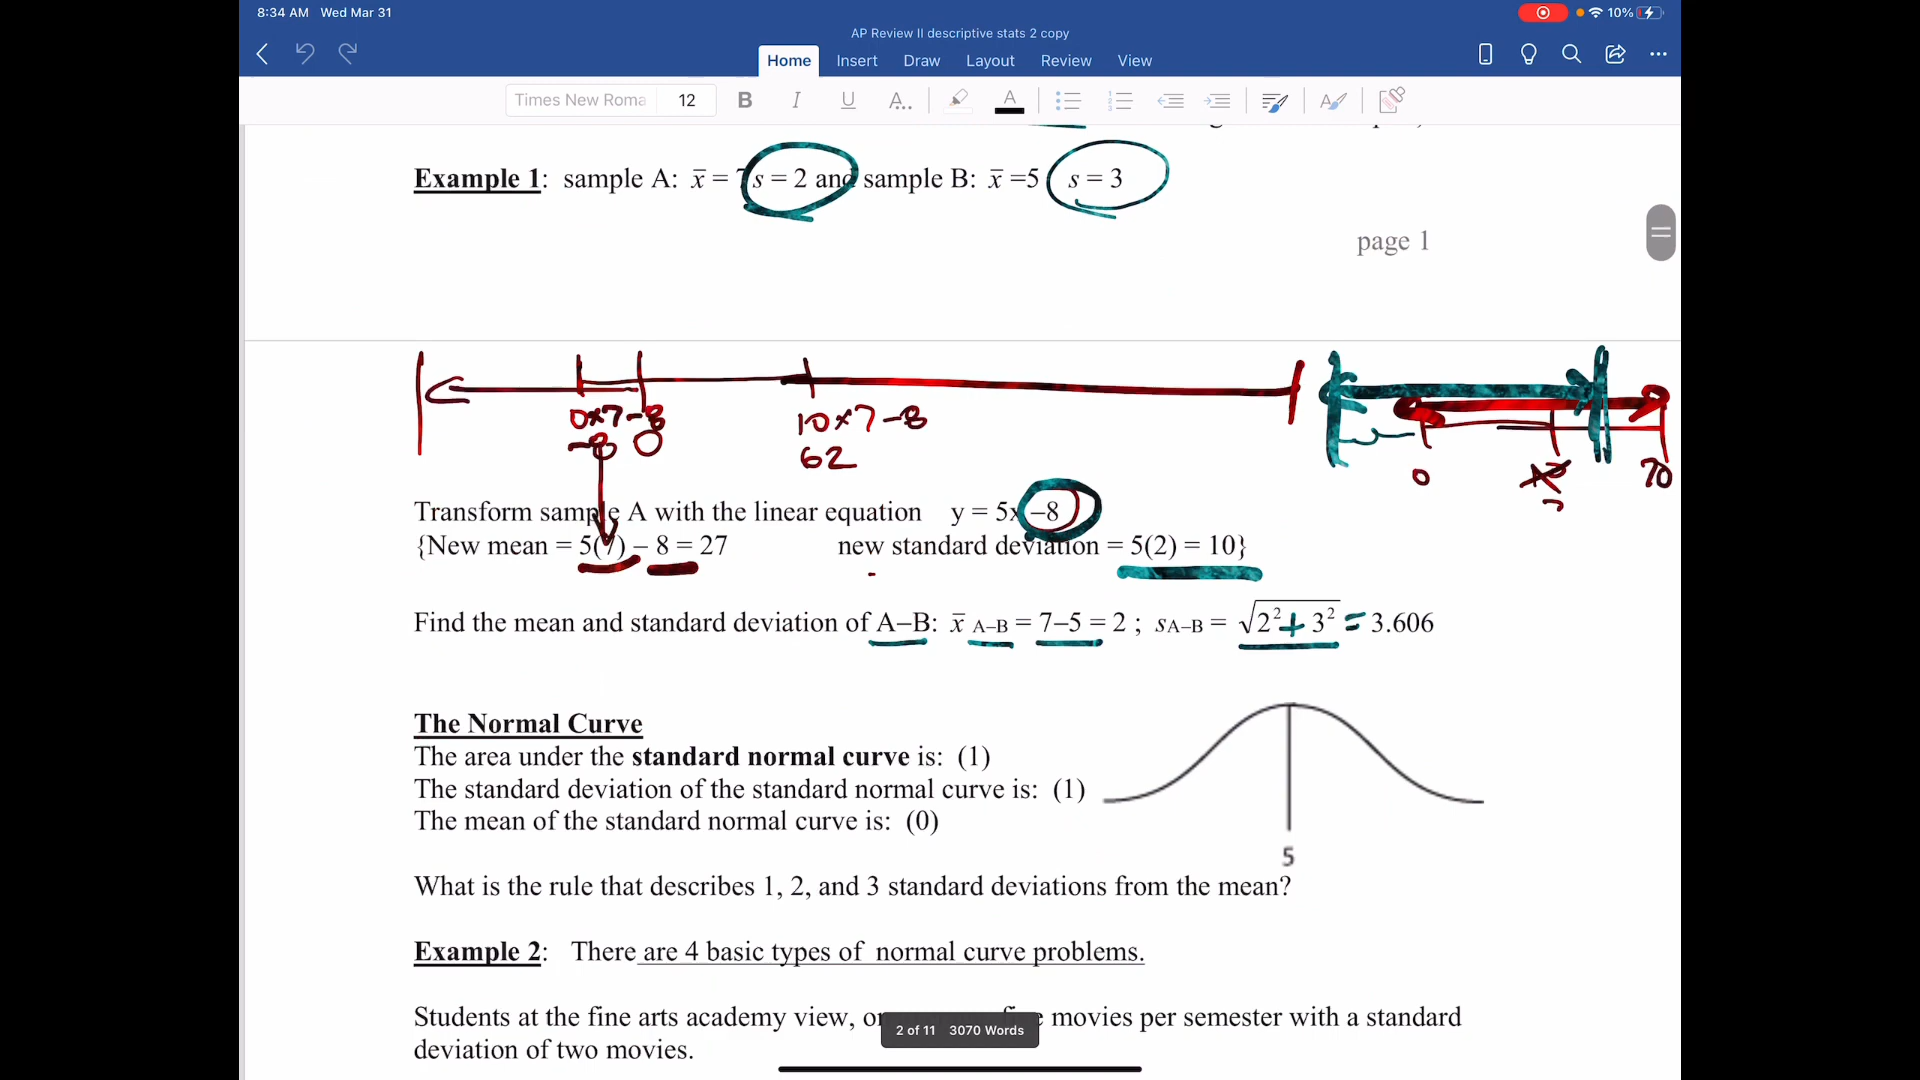 8:34 AM Wed Mar 31
10%
AP Review II descriptive stats 2 copy
Home Insert Draw Layout Review View
Times New Roma 12 B I U A.. A
Example 1: sample A: x̄ = 7 s = 2 and sample B: x̄ =5 s = 3
page 1
0×7−8 10×7−8
−8 0 62
0 70
Transform sample A with the linear equation y = 5x −8
{New mean = 5(7) – 8 = 27 new standard deviation = 5(2) = 10}
Find the mean and standard deviation of A–B: x̄ A–B = 7–5 = 2 ; sA–B = √2² + 3² = 3.606
The Normal Curve
The area under the standard normal curve is: (1)
The standard deviation of the standard normal curve is: (1)
The mean of the standard normal curve is: (0)
5
What is the rule that describes 1, 2, and 3 standard deviations from the mean?
Example 2: There are 4 basic types of normal curve problems.
Students at the fine arts academy view, movies per semester with a standard
2 of 11 3070 Words
deviation of two movies.